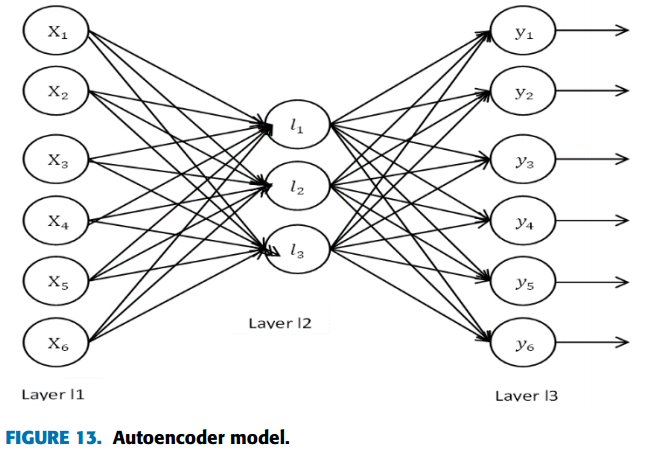 X₁
X₂
X₃
X₄
X₅
X₆
l₁
l₂
l₃
y₁
y₂
y₃
y₄
y₅
y₆
Layer l1
Layer l2
Layer l3
FIGURE 13. Autoencoder model.